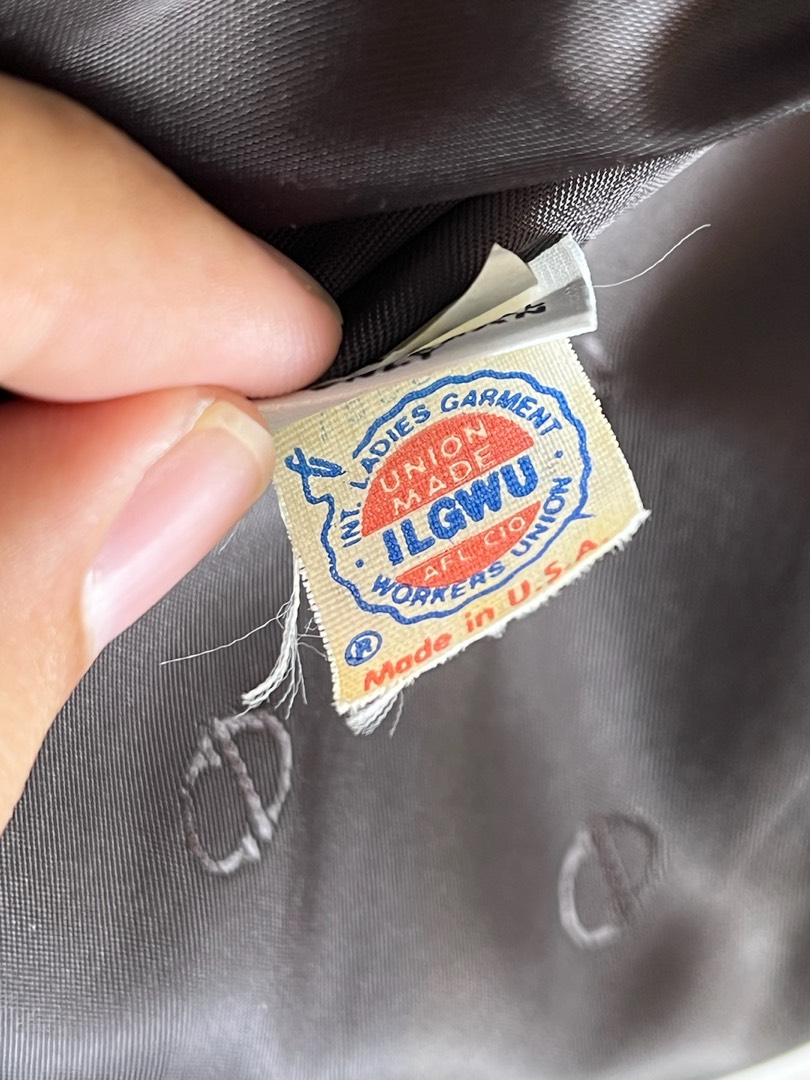 INT. LADIES GARMENT
UNION
MADE
ILGWU
AFL CIO
WORKERS UNION
®
Made in U.S.A.